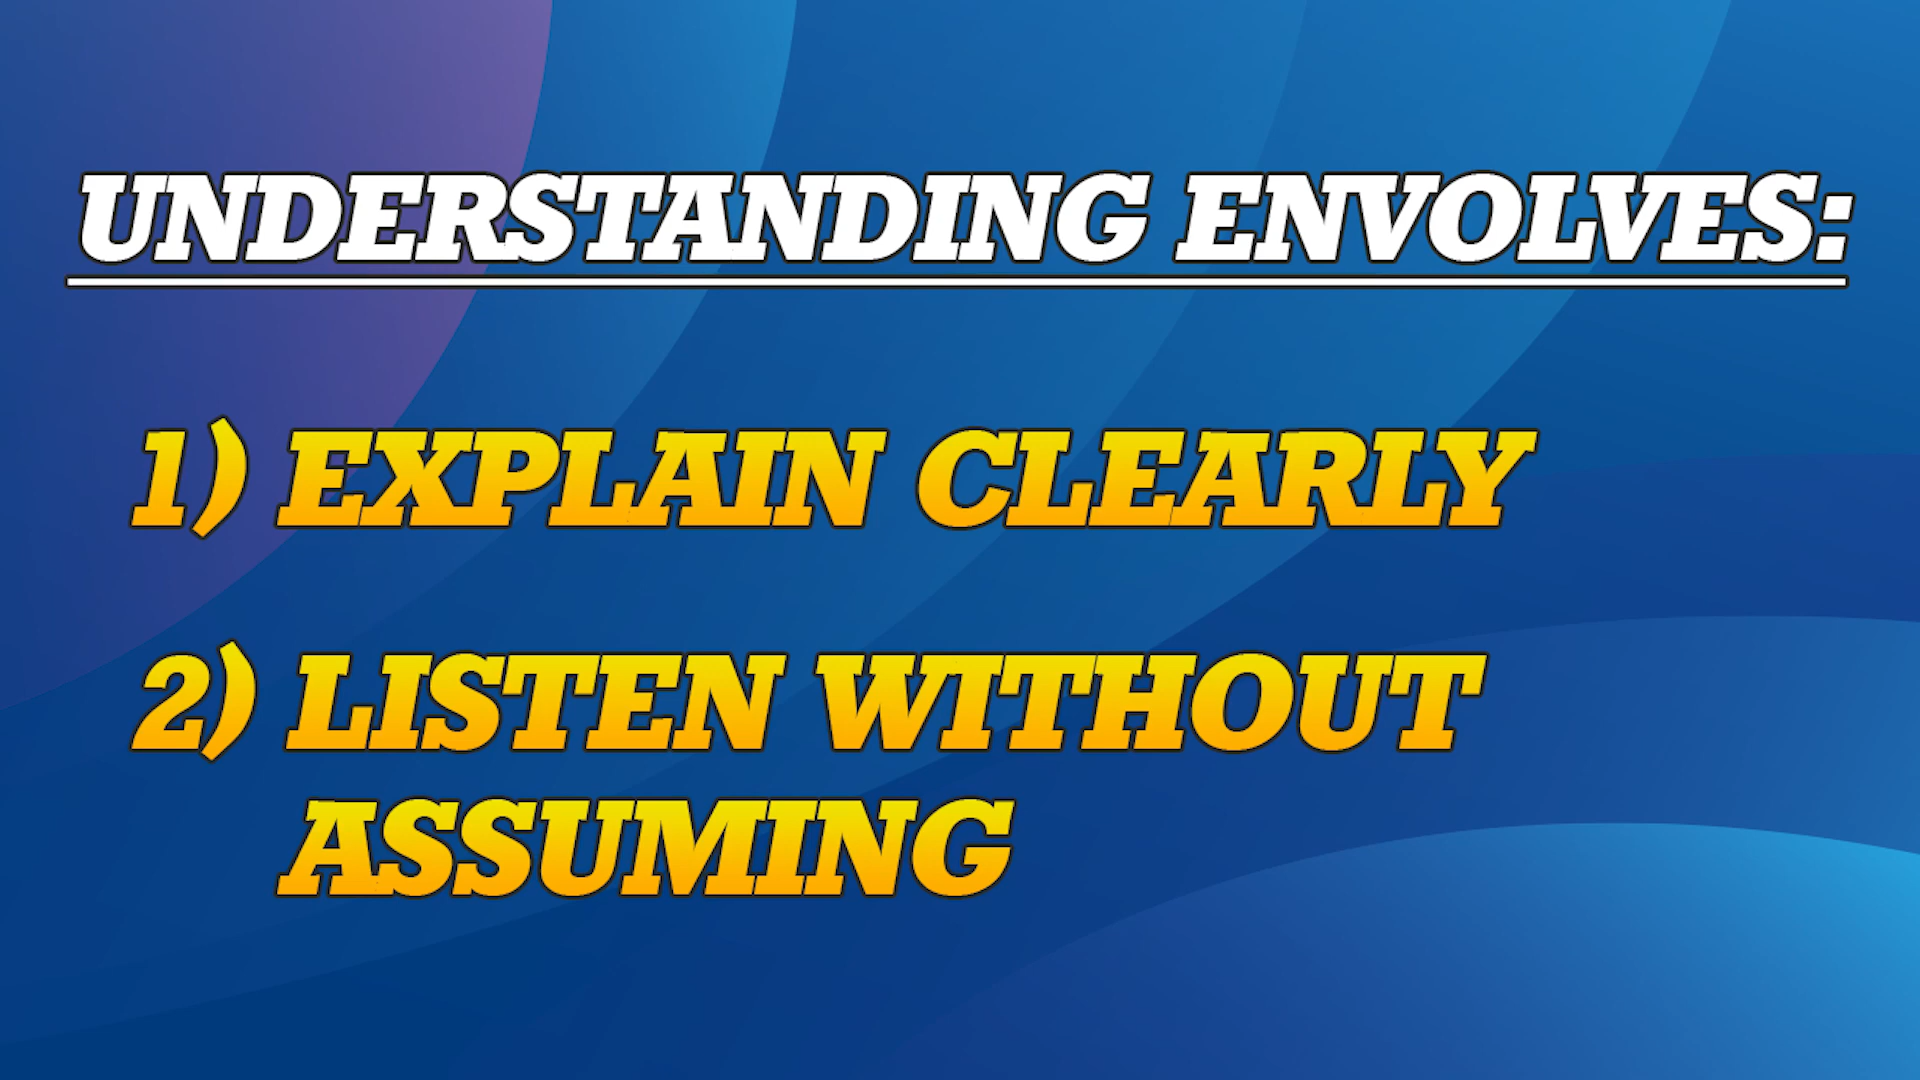 UNDERSTANDING ENVOLVES:
1) EXPLAIN CLEARLY
2) LISTEN WITHOUT
ASSUMING